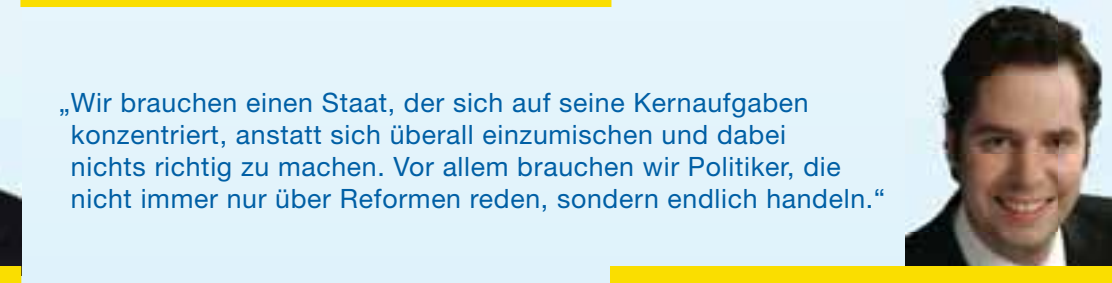 „Wir brauchen einen Staat, der sich auf seine Kernaufgaben
konzentriert, anstatt sich überall einzumischen und dabei
nichts richtig zu machen. Vor allem brauchen wir Politiker, die
nicht immer nur über Reformen reden, sondern endlich handeln.“